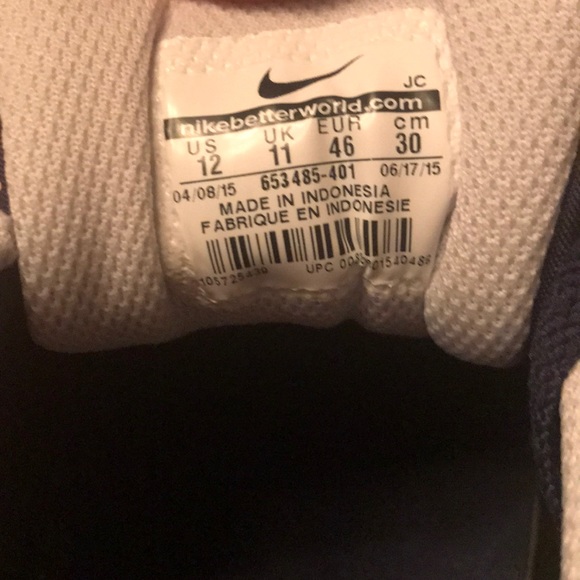 JC
nikebetterworld.com
US UK EUR cm
12 11 46 30
04/08/15 653485-401 06/17/15
MADE IN INDONESIA
FABRIQUE EN INDONESIE
UPC